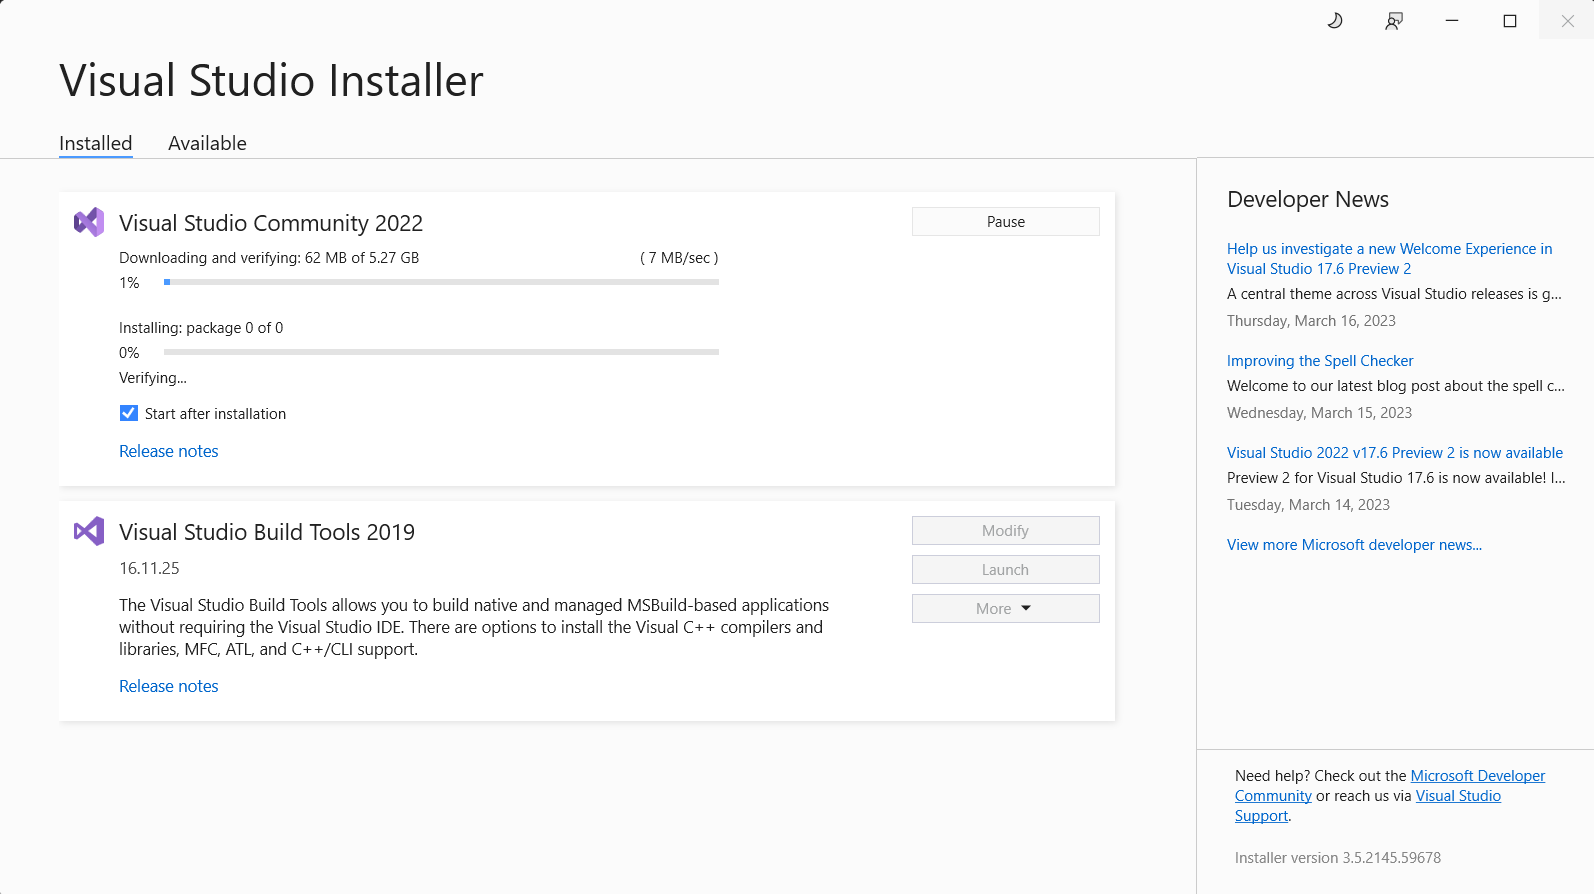 Visual Studio Installer
Installed Available
Visual Studio Community 2022
Pause
Downloading and verifying: 62 MB of 5.27 GB ( 7 MB/sec )
1%
Installing: package 0 of 0
0%
Verifying...
Start after installation
Release notes
Visual Studio Build Tools 2019
Modify
16.11.25
Launch
The Visual Studio Build Tools allows you to build native and managed MSBuild-based applications
without requiring the Visual Studio IDE. There are options to install the Visual C++ compilers and
libraries, MFC, ATL, and C++/CLI support.
More
Release notes
Developer News
Help us investigate a new Welcome Experience in
Visual Studio 17.6 Preview 2
A central theme across Visual Studio releases is g...
Thursday, March 16, 2023
Improving the Spell Checker
Welcome to our latest blog post about the spell c...
Wednesday, March 15, 2023
Visual Studio 2022 v17.6 Preview 2 is now available
Preview 2 for Visual Studio 17.6 is now available! I...
Tuesday, March 14, 2023
View more Microsoft developer news...
Need help? Check out the Microsoft Developer
Community or reach us via Visual Studio
Support.
Installer version 3.5.2145.59678